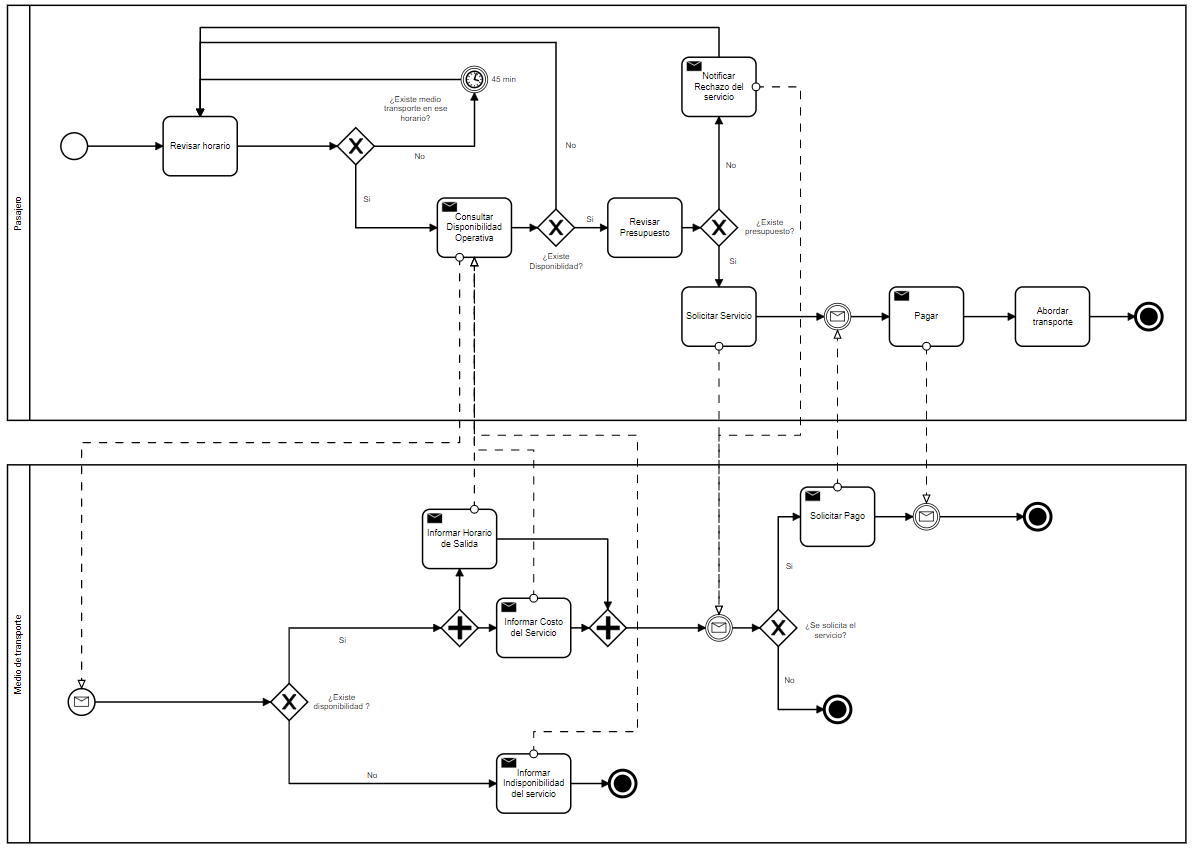 Pasajero
Notificar
Rechazo del
servicio
45 min
¿Existe medio
transporte en ese
horario?
Revisar horario
No
No
No
Si
Consultar
Disponibilidad
Operativa
Si
Revisar
Presupuesto
¿Existe
presupuesto?
¿Existe
Disponiblidad?
Si
Solicitar Servicio
Pagar
Abordar
transporte
Medio de transporte
Solicitar Pago
Informar Horario
de Salida
Si
Informar Costo
del Servicio
¿Se solicita el
servicio?
Si
No
¿Existe
disponibilidad ?
No
Informar
Indisponibilidad
del servicio